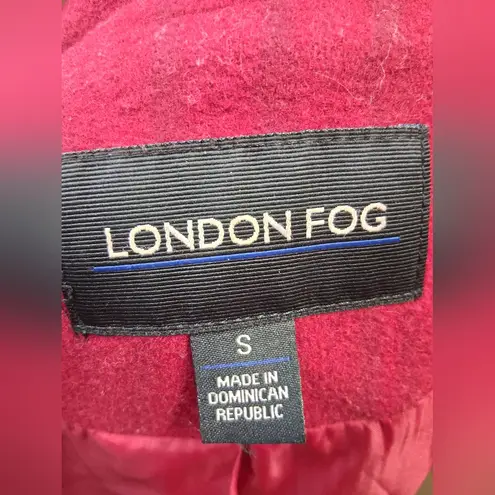 LONDON FOG
S
MADE IN
DOMINICAN
REPUBLIC